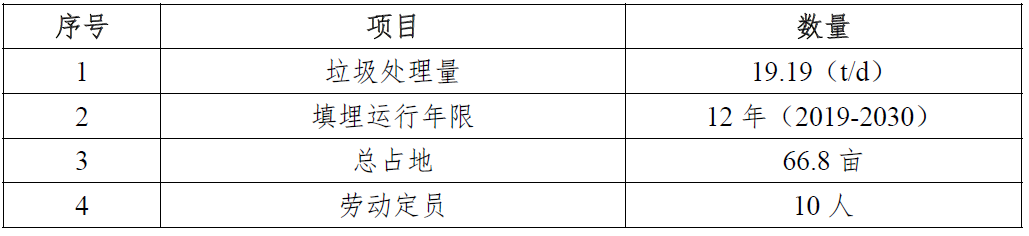 序号 项目 数量
1 垃圾处理量 19.19（t/d）
2 填埋运行年限 12 年（2019-2030）
3 总占地 66.8 亩
4 劳动定员 10 人